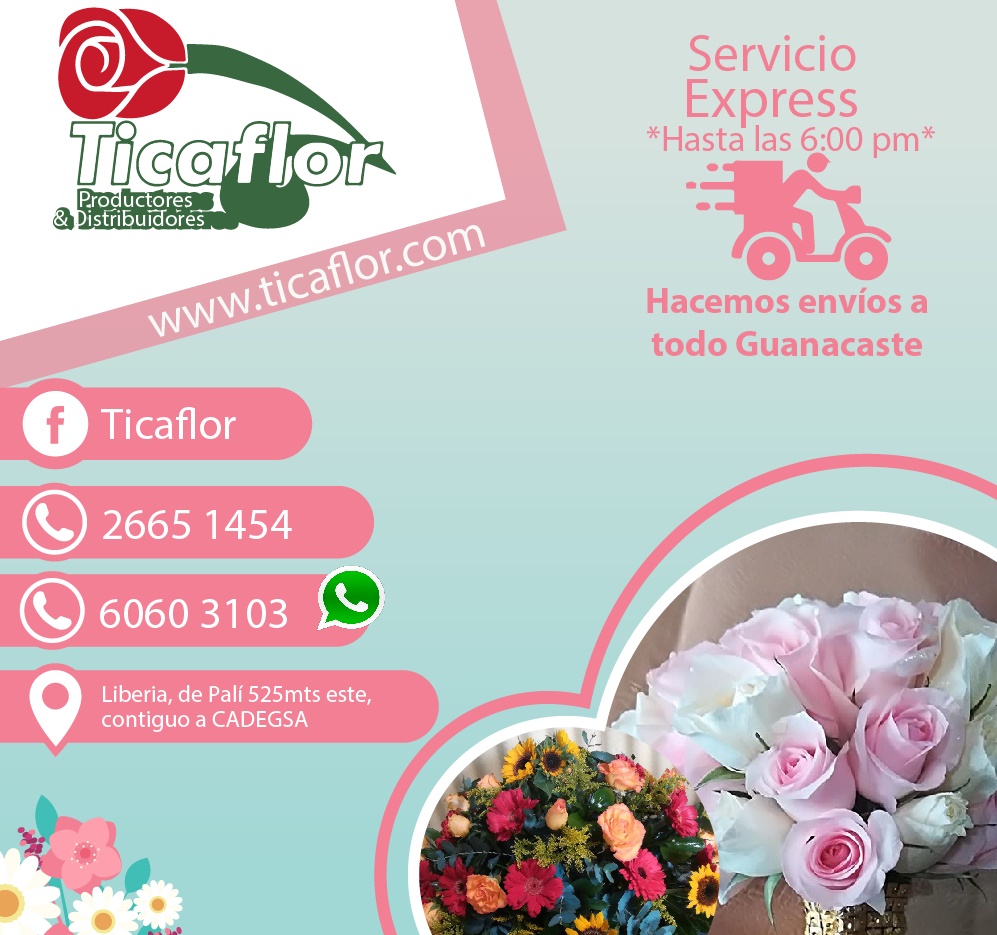 Ticaflor
Productores
& Distribuidores
www.ticaflor.com
Servicio
Express
*Hasta las 6:00 pm*
Hacemos envíos a
todo Guanacaste
f
Ticaflor
2665 1454
6060 3103
Liberia, de Palí 525mts este,
contiguo a CADEGSA